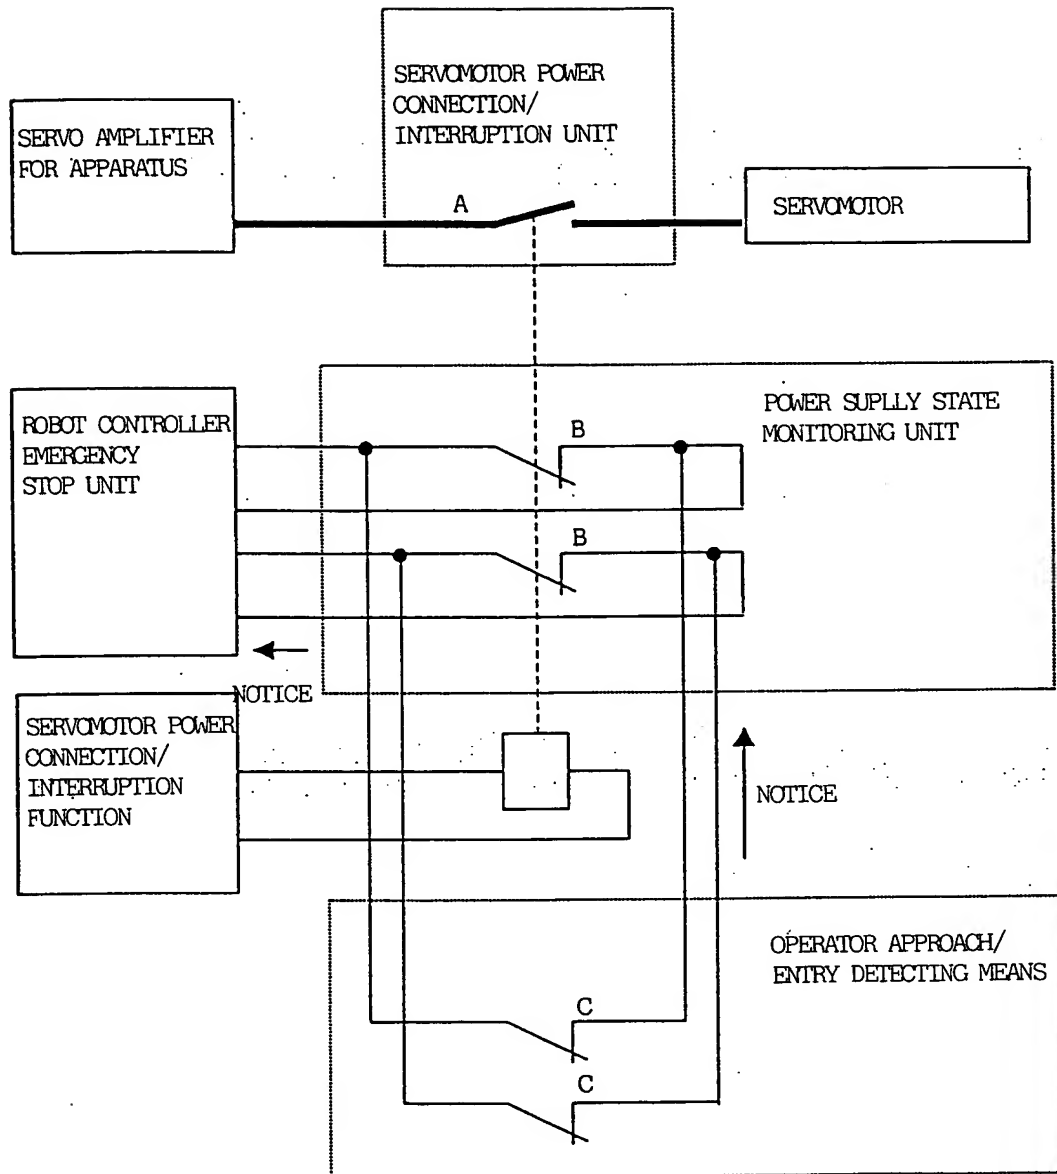 SERVOMOTOR POWER
CONNECTION/
INTERRUPTION UNIT
SERVO AMPLIFIER
FOR APPARATUS
A
SERVOMOTOR
ROBOT CONTROLLER
EMERGENCY
STOP UNIT
B
POWER SUPLLY STATE
MONITORING UNIT
B
NOTICE
SERVOMOTOR POWER
CONNECTION/
INTERRUPTION
FUNCTION
NOTICE
OPERATOR APPROACH/
ENTRY DETECTING MEANS
C
C